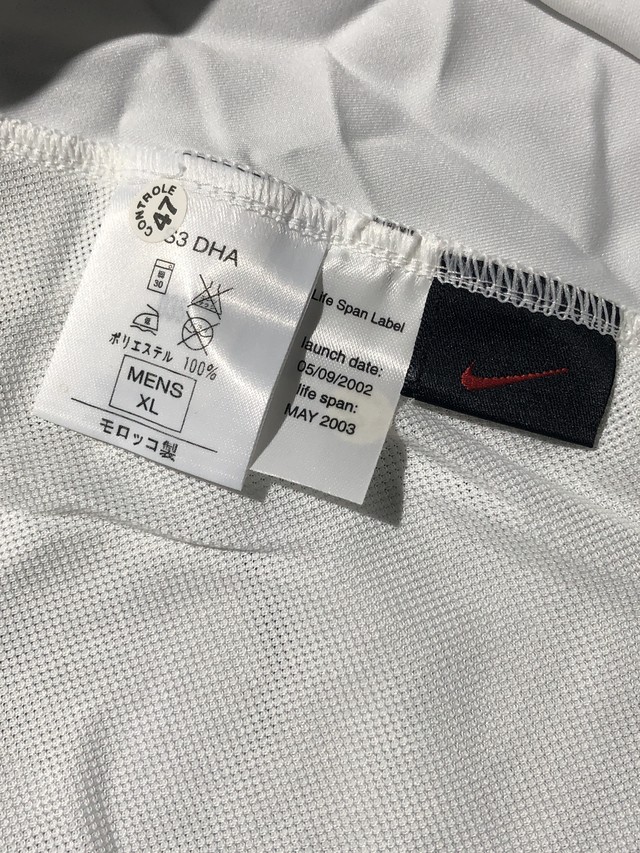 CONTROLE
47
S3 DHA
30
ポリエステル 100%
MENS
XL
モロッコ製
Life Span Label
launch date:
05/09/2002
life span:
MAY 2003